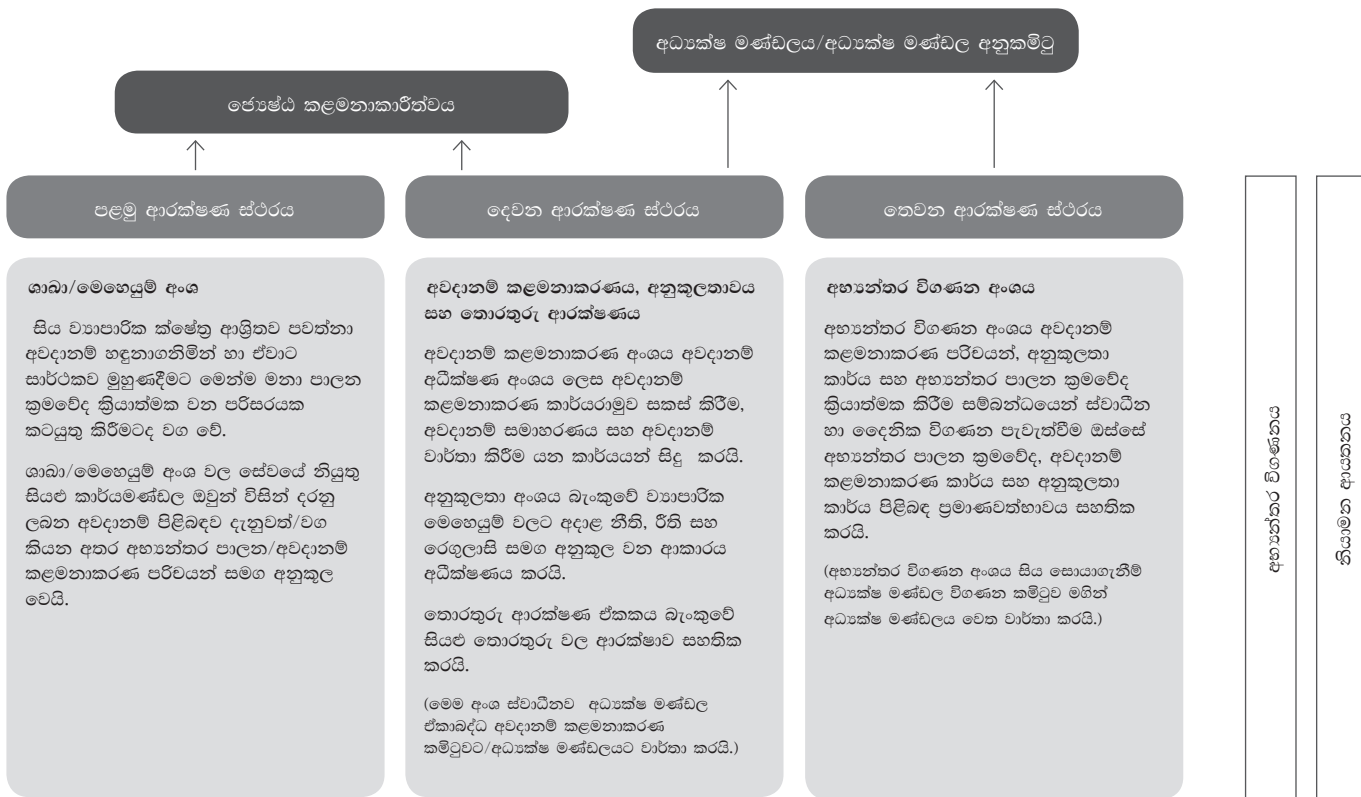 අධ්‍යක්ෂ මණ්ඩලය/අධ්‍යක්ෂ මණ්ඩල අනුකමිටු
ජ්‍යෙෂ්ඨ කළමනාකාරීත්වය
පළමු ආරක්ෂණ ස්ථරය
ශාඛා/මෙහෙයුම් අංශ
සිය ව්‍යාපාරික ක්ෂේත්‍ර ආශ්‍රිතව පවත්නා
අවදානම් හඳුනාගනිමින් හා ඒවාට
සාර්ථකව මුහුණදීමට මෙන්ම මනා පාලන
ක්‍රමවේද ක්‍රියාත්මක වන පරිසරයක
කටයුතු කිරීමටද වග වේ.
ශාඛා/මෙහෙයුම් අංශ වල සේවයේ නියුතු
සියළු කාර්යමණ්ඩල ඔවුන් විසින් දරනු
ලබන අවදානම් පිළිබඳව දැනුවත්/වග
කියන අතර අභ්‍යන්තර පාලන/අවදානම්
කළමනාකරණ පරිචයන් සමග අනුකූල
වෙයි.
දෙවන ආරක්ෂණ ස්ථරය
අවදානම් කළමනාකරණය, අනුකූලතාවය
සහ තොරතුරු ආරක්ෂණය
අවදානම් කළමනාකරණ අංශය අවදානම්
අධීක්ෂණ අංශය ලෙස අවදානම්
කළමනාකරණ කාර්යරාමුව සකස් කිරීම,
අවදානම් සමාහරණය සහ අවදානම්
වාර්තා කිරීම යන කාර්යයන් සිදු කරයි.
අනුකූලතා අංශය බැංකුවේ ව්‍යාපාරික
මෙහෙයුම් වලට අදාළ නීති, රීති සහ
රෙගුලාසි සමග අනුකූල වන ආකාරය
අධීක්ෂණය කරයි.
තොරතුරු ආරක්ෂණ ඒකකය බැංකුවේ
සියළු තොරතුරු වල ආරක්ෂාව සහතික
කරයි.
(මෙම අංශ ස්වාධීනව අධ්‍යක්ෂ මණ්ඩල
ඒකාබද්ධ අවදානම් කළමනාකරණ
කමිටුවට/අධ්‍යක්ෂ මණ්ඩලයට වාර්තා කරයි.)
තෙවන ආරක්ෂණ ස්ථරය
අභ්‍යන්තර විගණන අංශය
අභ්‍යන්තර විගණන අංශය අවදානම්
කළමනාකරණ පරිචයන්, අනුකූලතා
කාර්ය සහ අභ්‍යන්තර පාලන ක්‍රමවේද
ක්‍රියාත්මක කිරීම සම්බන්ධයෙන් ස්වාධීන
හා දෛනික විගණන පැවැත්වීම ඔස්සේ
අභ්‍යන්තර පාලන ක්‍රමවේද, අවදානම්
කළමනාකරණ කාර්ය සහ අනුකූලතා
කාර්ය පිළිබඳ ප්‍රමාණවත්භාවය සහතික
කරයි.
(අභ්‍යන්තර විගණන අංශය සිය සොයාගැනීම්
අධ්‍යක්ෂ මණ්ඩල විගණන කමිටුව මගින්
අධ්‍යක්ෂ මණ්ඩලය වෙත වාර්තා කරයි.)
අභ්‍යන්තර විගණනය
නියාමන ආයතනය